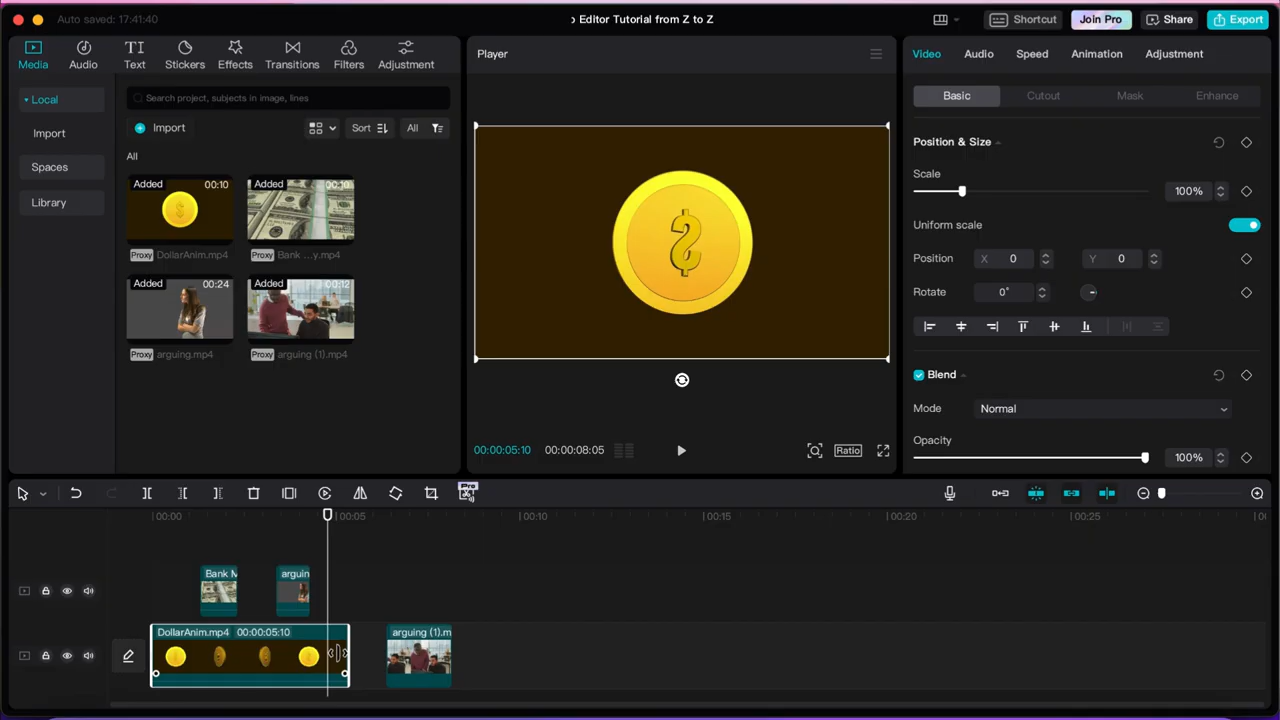 Auto saved: 17:41:40
Editor Tutorial from Z to Z
Shortcut
Join Pro
Share
Export
Media
Audio
Text
Stickers
Effects
Transitions
Filters
Adjustment
Local
Import
Spaces
Library
Search project, subjects in image, lines
Import
Sort
All
All
Added 00:10
Proxy DollarAnim.mp4
Added 00:10
Proxy Bank ...y.mp4
Added 00:24
Proxy arguing.mp4
Added 00:12
Proxy arguing (1).mp4
Player
00:00:05:10 00:00:08:05
Ratio
Video
Audio
Speed
Animation
Adjustment
Basic
Cutout
Mask
Enhance
Position & Size
Scale
100%
Uniform scale
Position X 0 Y 0
Rotate 0°
Blend
Mode Normal
Opacity
100%
Pro
00:00
00:05
00:10
00:15
00:20
00:25
Bank M
arguin
DollarAnim.mp4 00:00:05:10
arguing (1).m